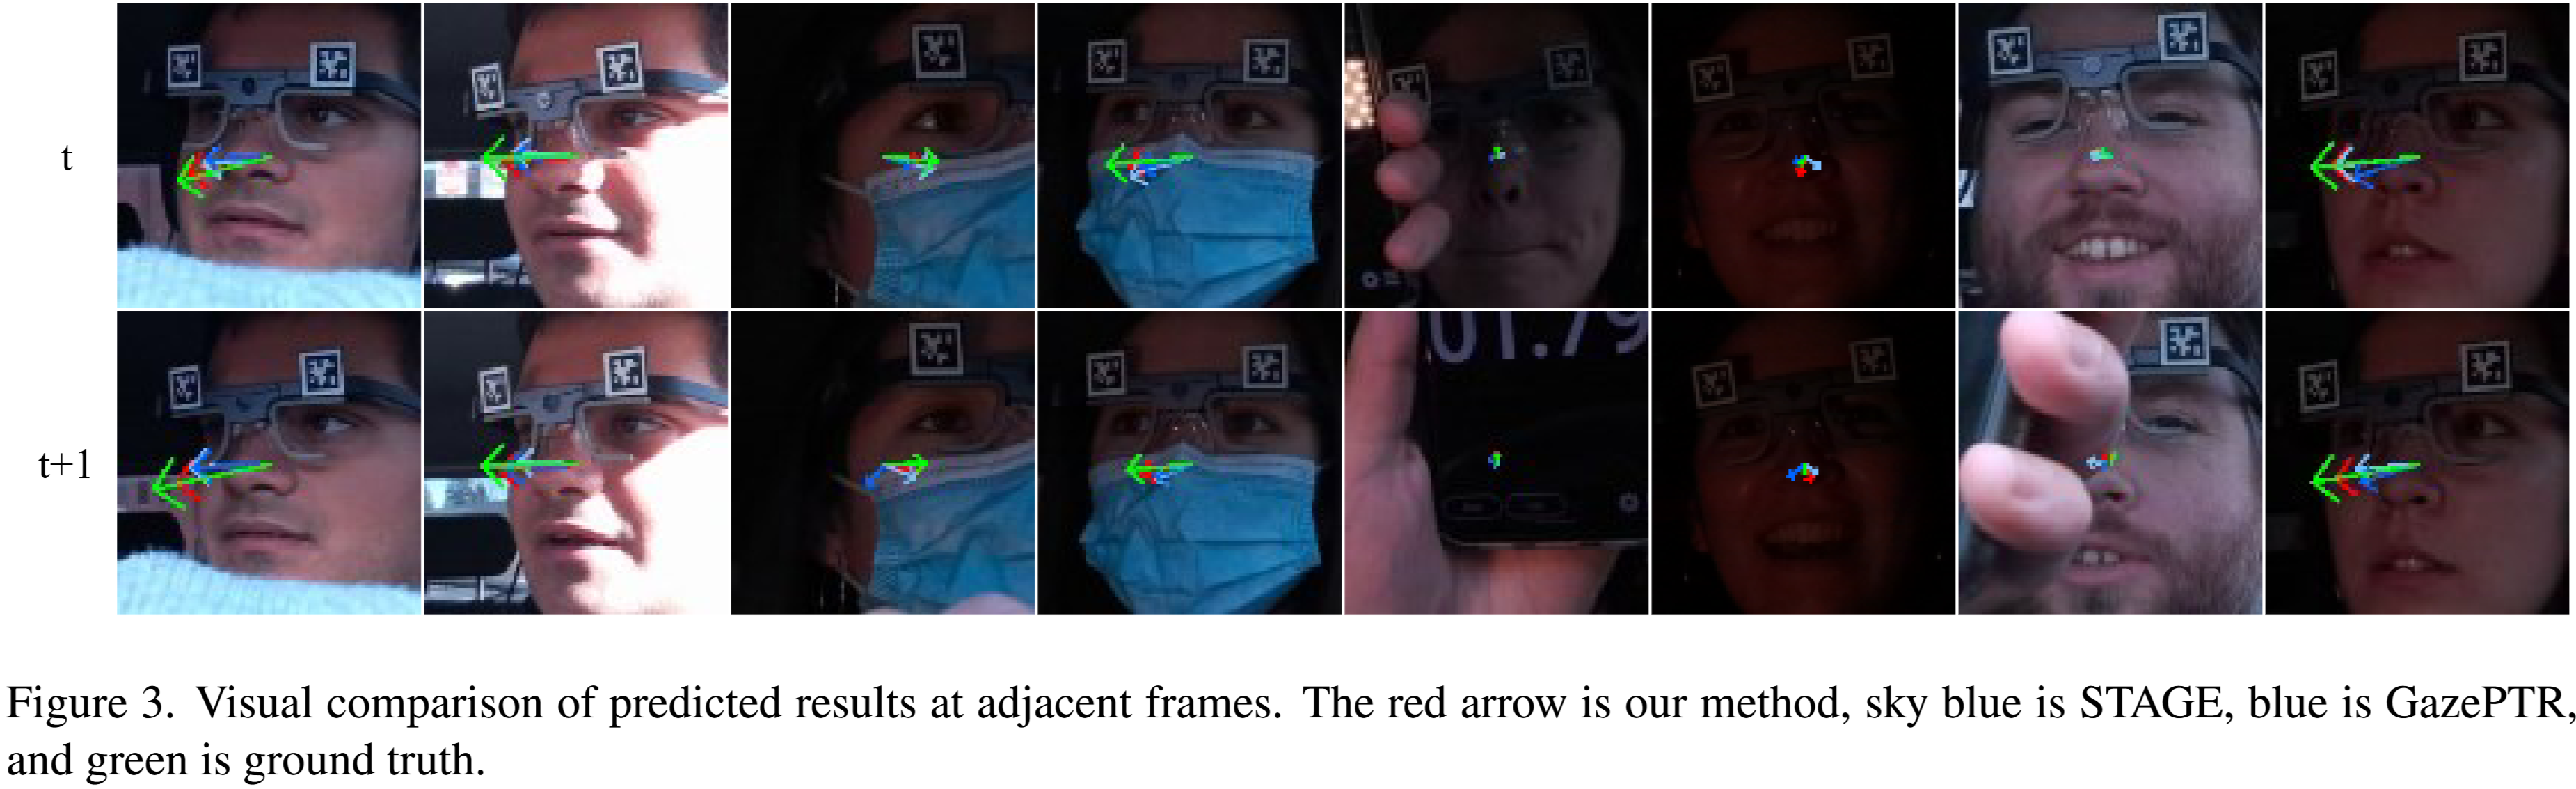 t
01.79
t+1
Figure 3. Visual comparison of predicted results at adjacent frames. The red arrow is our method, sky blue is STAGE, blue is GazePTR,
and green is ground truth.